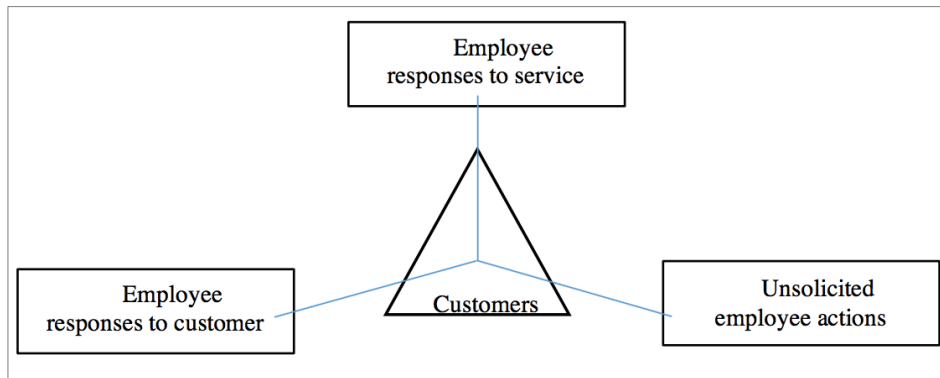 Employee
responses to service
Employee
responses to customer
Customers
Unsolicited
employee actions